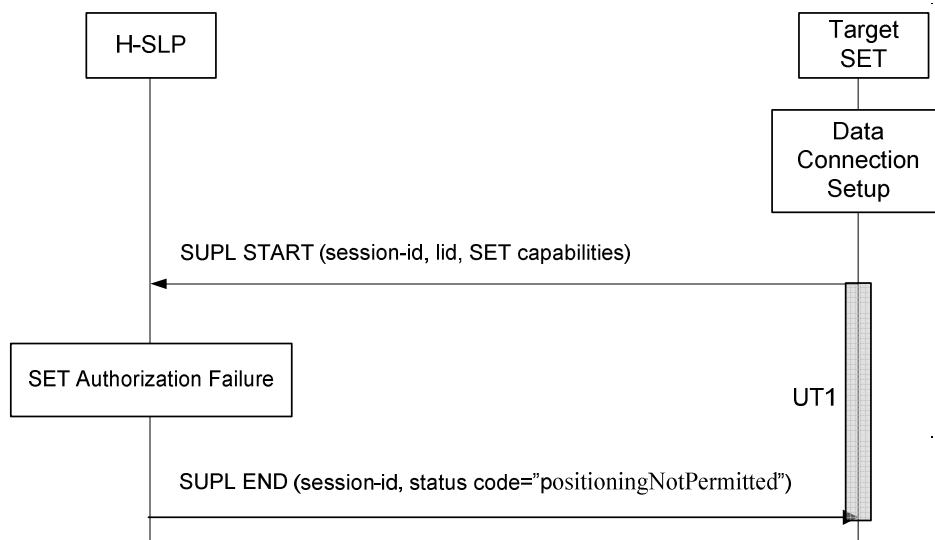 H-SLP
Target
SET
Data
Connection
Setup
SUPL START (session-id, lid, SET capabilities)
SET Authorization Failure
UT1
SUPL END (session-id, status code=”positioningNotPermitted”)